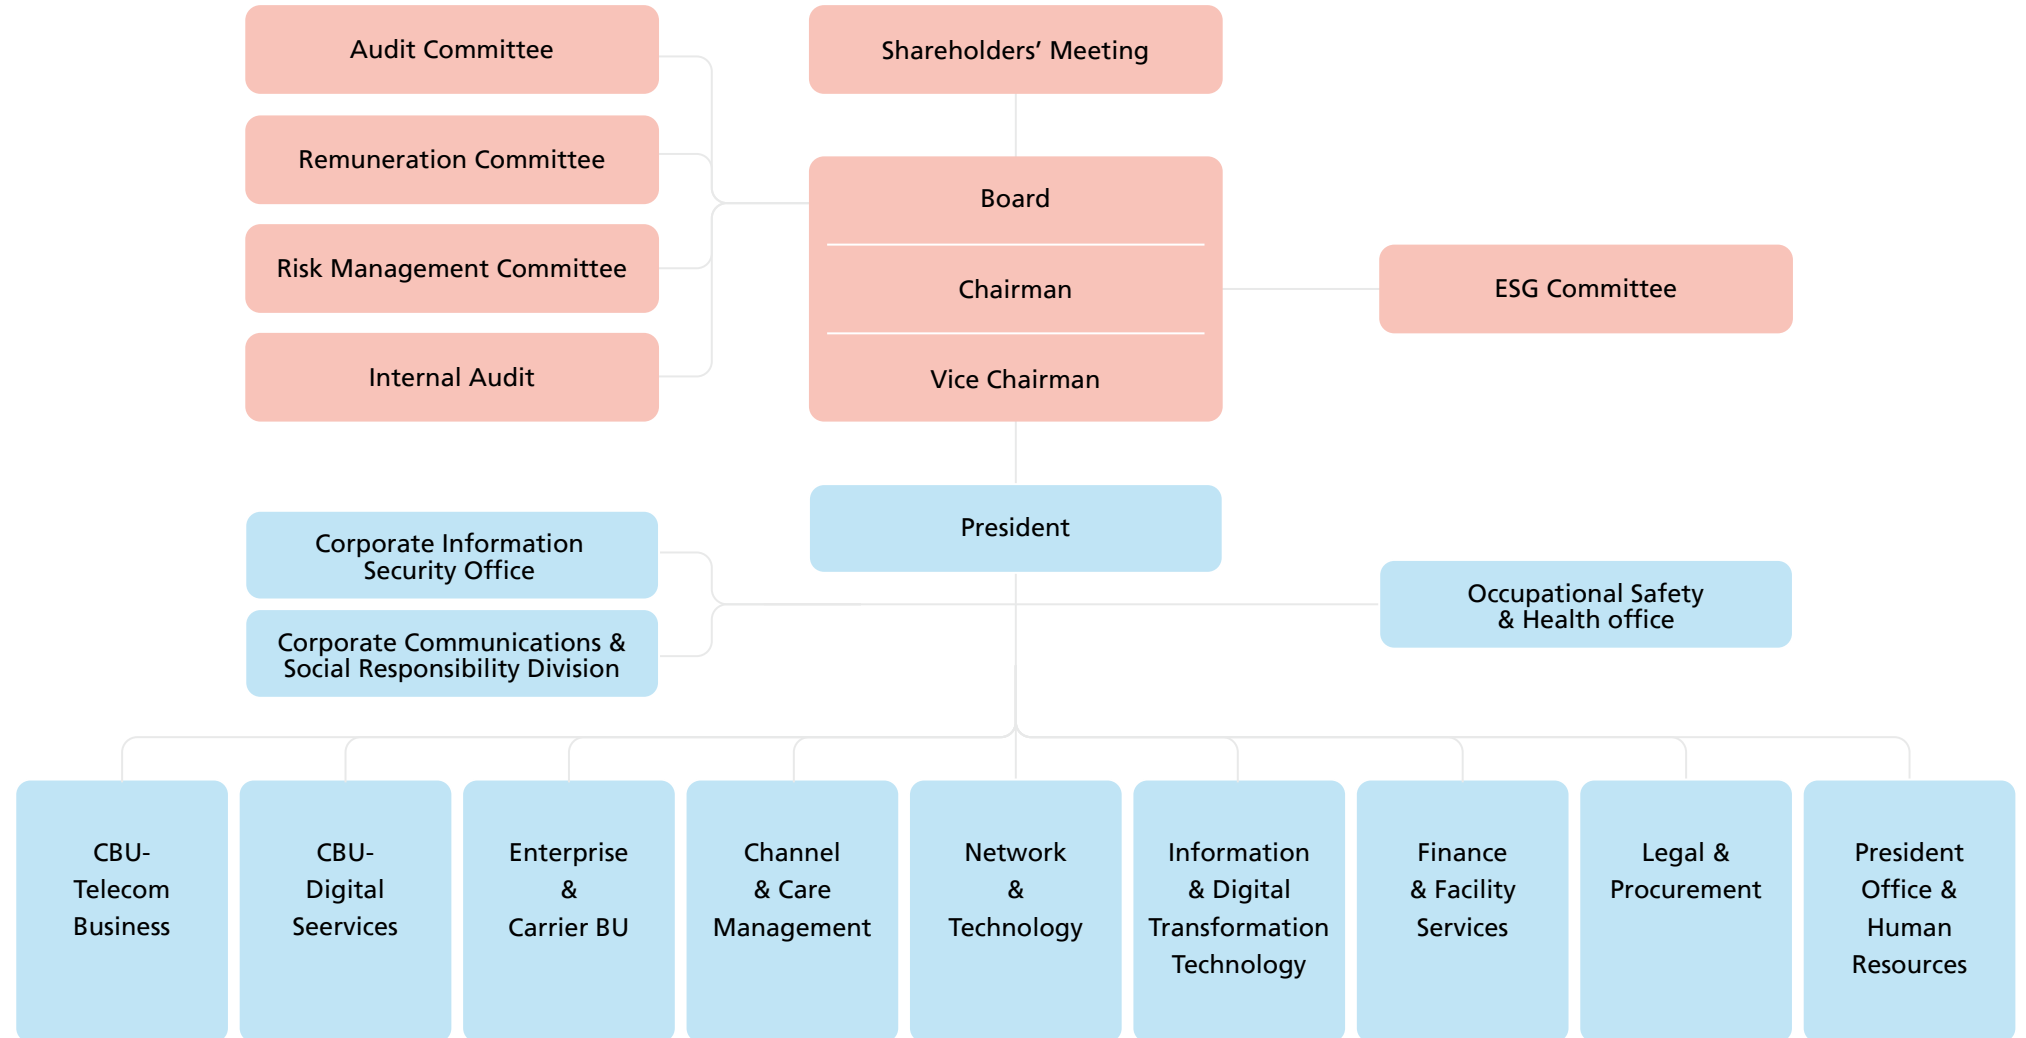 Audit Committee
Shareholders’ Meeting
Remuneration Committee
Board
Risk Management Committee
Chairman
ESG Committee
Internal Audit
Vice Chairman
President
Corporate Information
Security Office
Occupational Safety
& Health office
Corporate Communications &
Social Responsibility Division
CBU-
Telecom
Business
CBU-
Digital
Seervices
Enterprise
&
Carrier BU
Channel
& Care
Management
Network
&
Technology
Information
& Digital
Transformation
Technology
Finance
& Facility
Services
Legal &
Procurement
President
Office &
Human
Resources